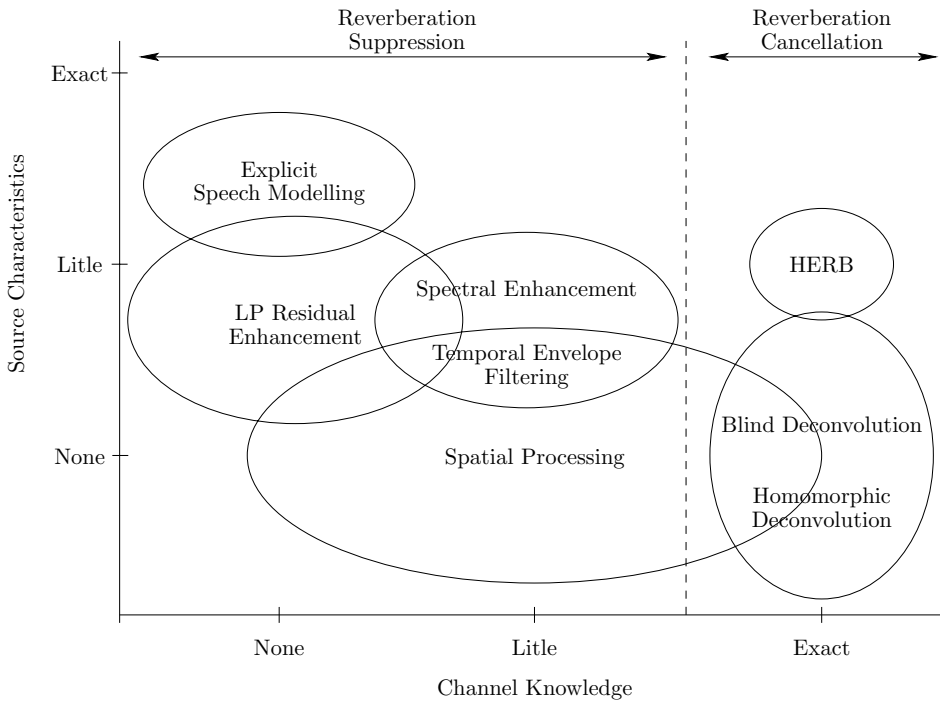 Reverberation
Suppression
Reverberation
Cancellation
Exact
Explicit
Speech Modelling
Source Characteristics
Litle
HERB
Spectral Enhancement
LP Residual
Enhancement
Temporal Envelope
Filtering
Blind Deconvolution
None
Spatial Processing
Homomorphic
Deconvolution
None
Litle
Exact
Channel Knowledge